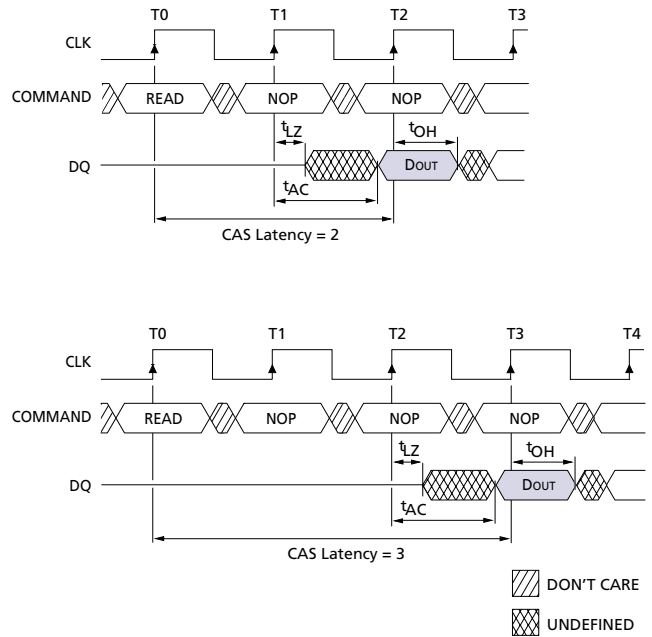 T0 T1 T2 T3
CLK
COMMAND READ NOP NOP
tLZ tOH
DQ DOUT
tAC
CAS Latency = 2
T0 T1 T2 T3 T4
CLK
COMMAND READ NOP NOP NOP
tLZ tOH
DQ DOUT
tAC
CAS Latency = 3
DON'T CARE
UNDEFINED